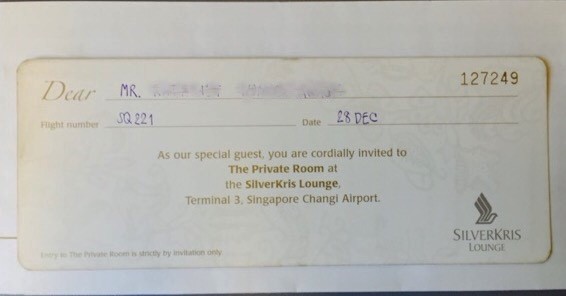 Dear MR. 127249
Flight number SQ221 Date 28 DEC
As our special guest, you are cordially invited to
The Private Room at
the SilverKris Lounge,
Terminal 3, Singapore Changi Airport.
SILVERKRIS
LOUNGE
Entry to The Private Room is strictly by invitation only